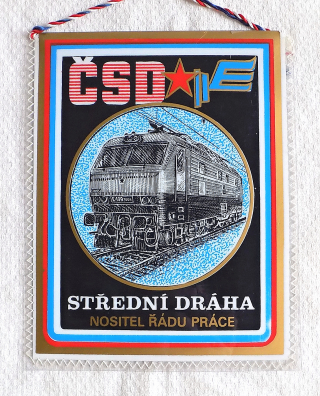 ČSD
STŘEDNÍ DRÁHA
NOSITEL ŘÁDU PRÁCE